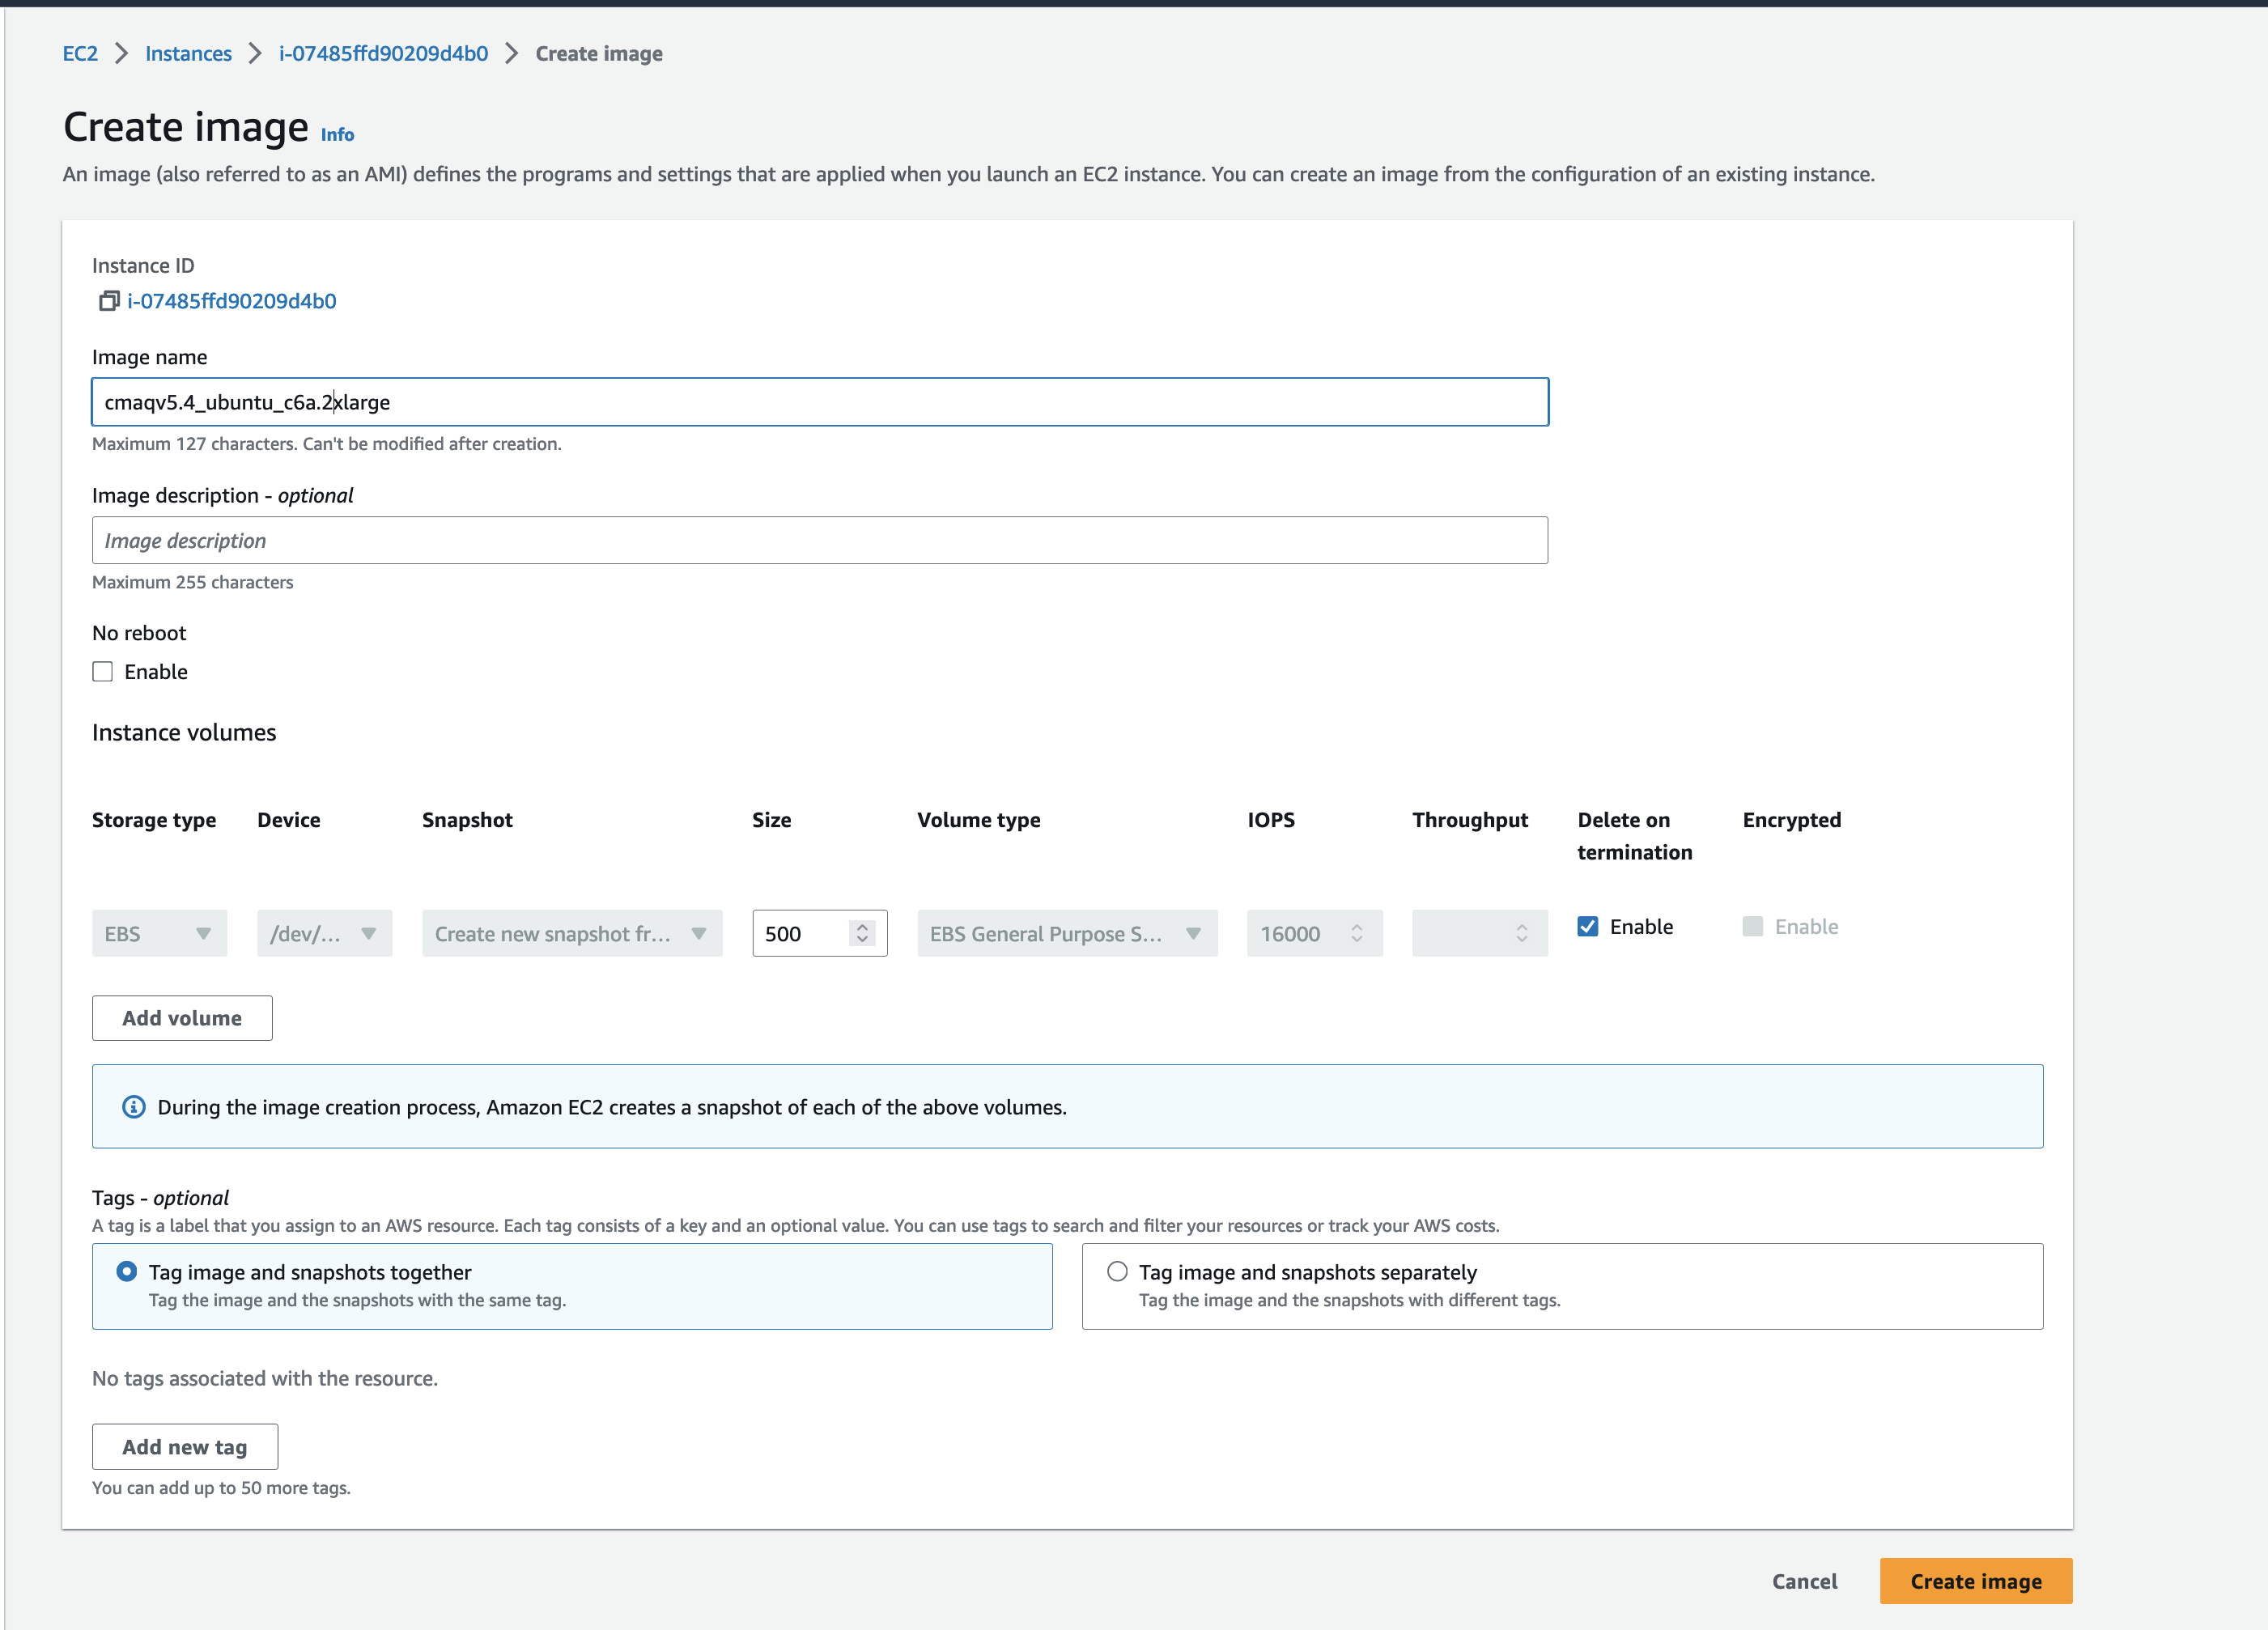 EC2 > Instances > i-07485ffd90209d4b0 > Create image
Create image Info
An image (also referred to as an AMI) defines the programs and settings that are applied when you launch an EC2 instance. You can create an image from the configuration of an existing instance.
Instance ID
i-07485ffd90209d4b0
Image name
cmaqv5.4_ubuntu_c6a.2xlarge
Maximum 127 characters. Can't be modified after creation.
Image description - optional
Image description
Maximum 255 characters
No reboot
Enable
Instance volumes
Storage type Device Snapshot Size Volume type IOPS Throughput Delete on termination Encrypted
EBS /dev/... Create new snapshot fr... 500 EBS General Purpose S... 16000 Enable Enable
Add volume
During the image creation process, Amazon EC2 creates a snapshot of each of the above volumes.
Tags - optional
A tag is a label that you assign to an AWS resource. Each tag consists of a key and an optional value. You can use tags to search and filter your resources or track your AWS costs.
Tag image and snapshots together
Tag the image and the snapshots with the same tag.
Tag image and snapshots separately
Tag the image and the snapshots with different tags.
No tags associated with the resource.
Add new tag
You can add up to 50 more tags.
Cancel Create image